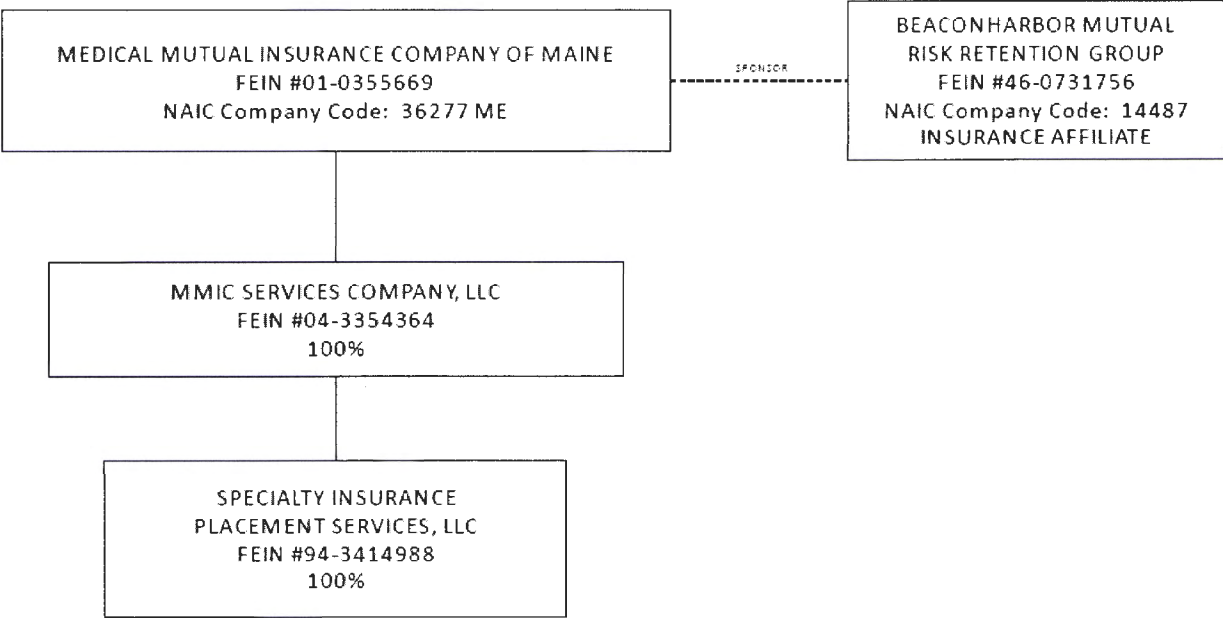 MEDICAL MUTUAL INSURANCE COMPANY OF MAINE
FEIN #01-0355669
NAIC Company Code: 36277 ME
SPONSOR
BEACON HARBOR MUTUAL
RISK RETENTION GROUP
FEIN #46-0731756
NAIC Company Code: 14487
INSURANCE AFFILIATE
MMIC SERVICES COMPANY, LLC
FEIN #04-3354364
100%
SPECIALTY INSURANCE
PLACEMENT SERVICES, LLC
FEIN #94-3414988
100%